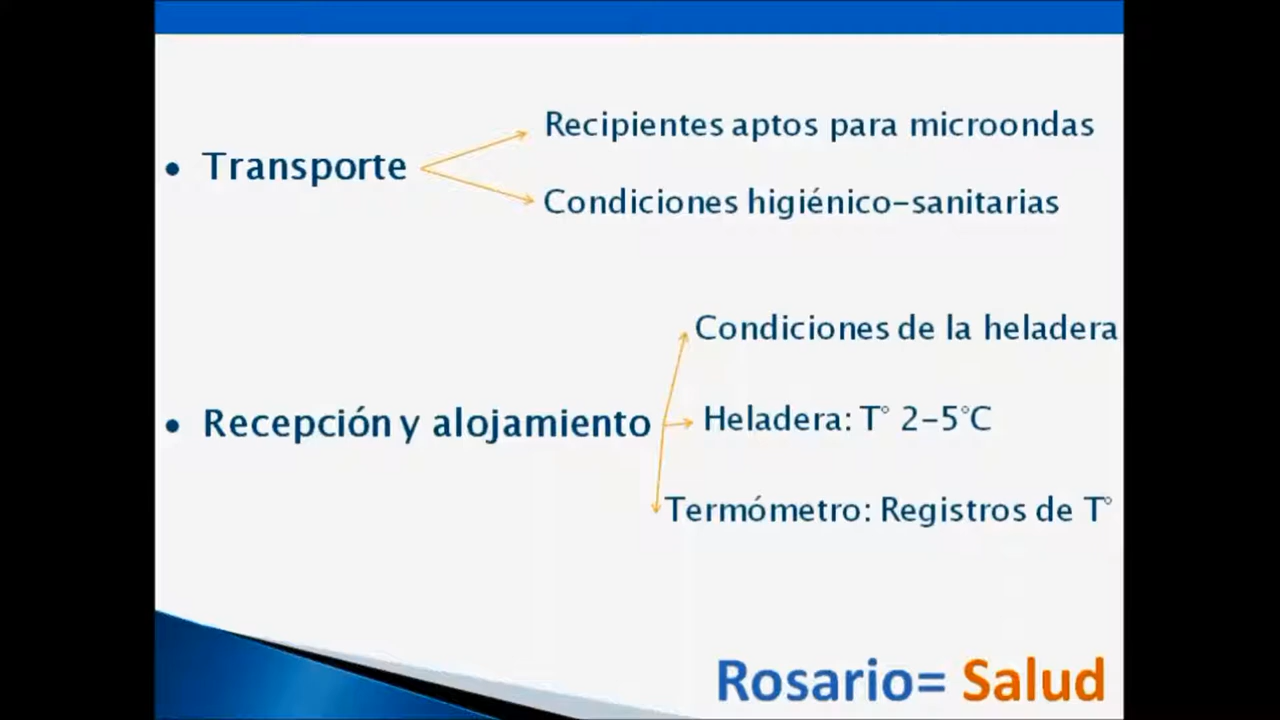 Recipientes aptos para microondas
• Transporte
Condiciones higiénico-sanitarias
Condiciones de la heladera
• Recepción y alojamiento
Heladera: T° 2-5°C
Termómetro: Registros de T°
Rosario= Salud